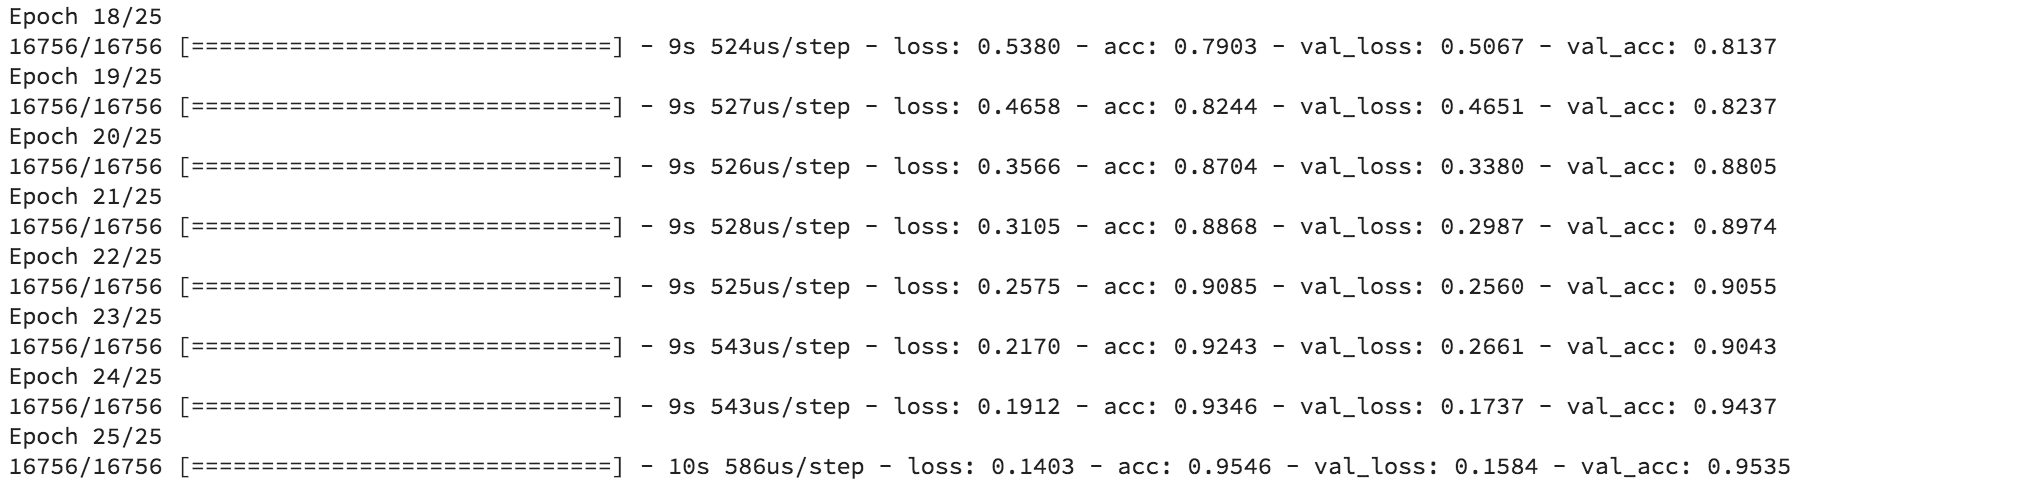 Epoch 18/25
16756/16756 [==============================] - 9s 524us/step - loss: 0.5380 - acc: 0.7903 - val_loss: 0.5067 - val_acc: 0.8137
Epoch 19/25
16756/16756 [==============================] - 9s 527us/step - loss: 0.4658 - acc: 0.8244 - val_loss: 0.4651 - val_acc: 0.8237
Epoch 20/25
16756/16756 [==============================] - 9s 526us/step - loss: 0.3566 - acc: 0.8704 - val_loss: 0.3380 - val_acc: 0.8805
Epoch 21/25
16756/16756 [==============================] - 9s 528us/step - loss: 0.3105 - acc: 0.8868 - val_loss: 0.2987 - val_acc: 0.8974
Epoch 22/25
16756/16756 [==============================] - 9s 525us/step - loss: 0.2575 - acc: 0.9085 - val_loss: 0.2560 - val_acc: 0.9055
Epoch 23/25
16756/16756 [==============================] - 9s 543us/step - loss: 0.2170 - acc: 0.9243 - val_loss: 0.2661 - val_acc: 0.9043
Epoch 24/25
16756/16756 [==============================] - 9s 543us/step - loss: 0.1912 - acc: 0.9346 - val_loss: 0.1737 - val_acc: 0.9437
Epoch 25/25
16756/16756 [==============================] - 10s 586us/step - loss: 0.1403 - acc: 0.9546 - val_loss: 0.1584 - val_acc: 0.9535